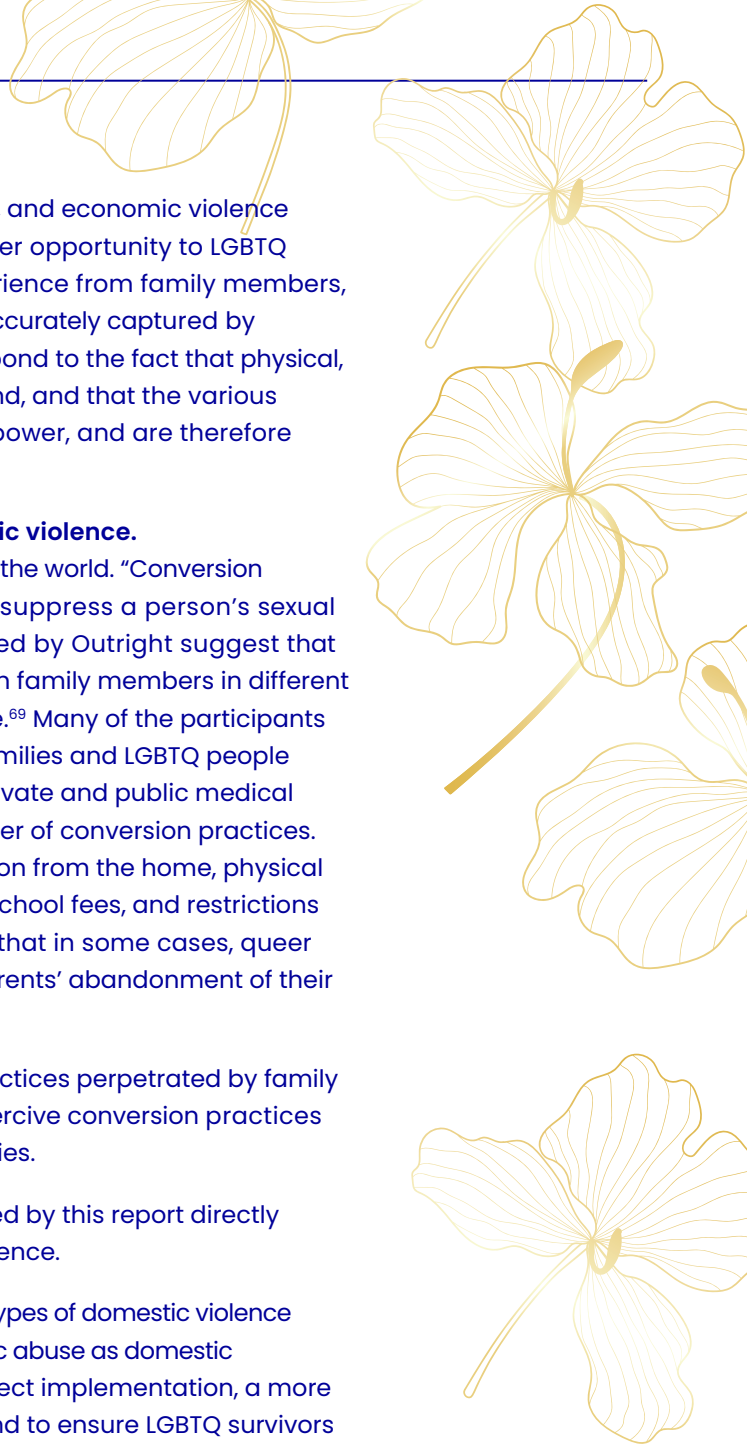 , and economic violence
er opportunity to LGBTQ
rience from family members,
ccurately captured by
pond to the fact that physical,
nd, and that the various
power, and are therefore
ic violence.
the world. “Conversion
suppress a person’s sexual
ed by Outright suggest that
n family members in different
e.⁶⁹ Many of the participants
milies and LGBTQ people
ivate and public medical
er of conversion practices.
on from the home, physical
chool fees, and restrictions
that in some cases, queer
rents’ abandonment of their
ctices perpetrated by family
ercive conversion practices
ies.
ed by this report directly
ence.
ypes of domestic violence
c abuse as domestic
ect implementation, a more
nd to ensure LGBTQ survivors